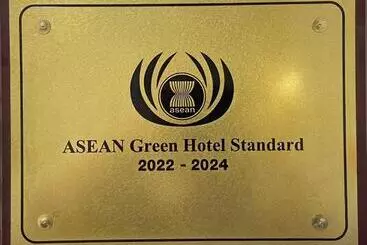 asean
ASEAN Green Hotel Standard
2022 - 2024